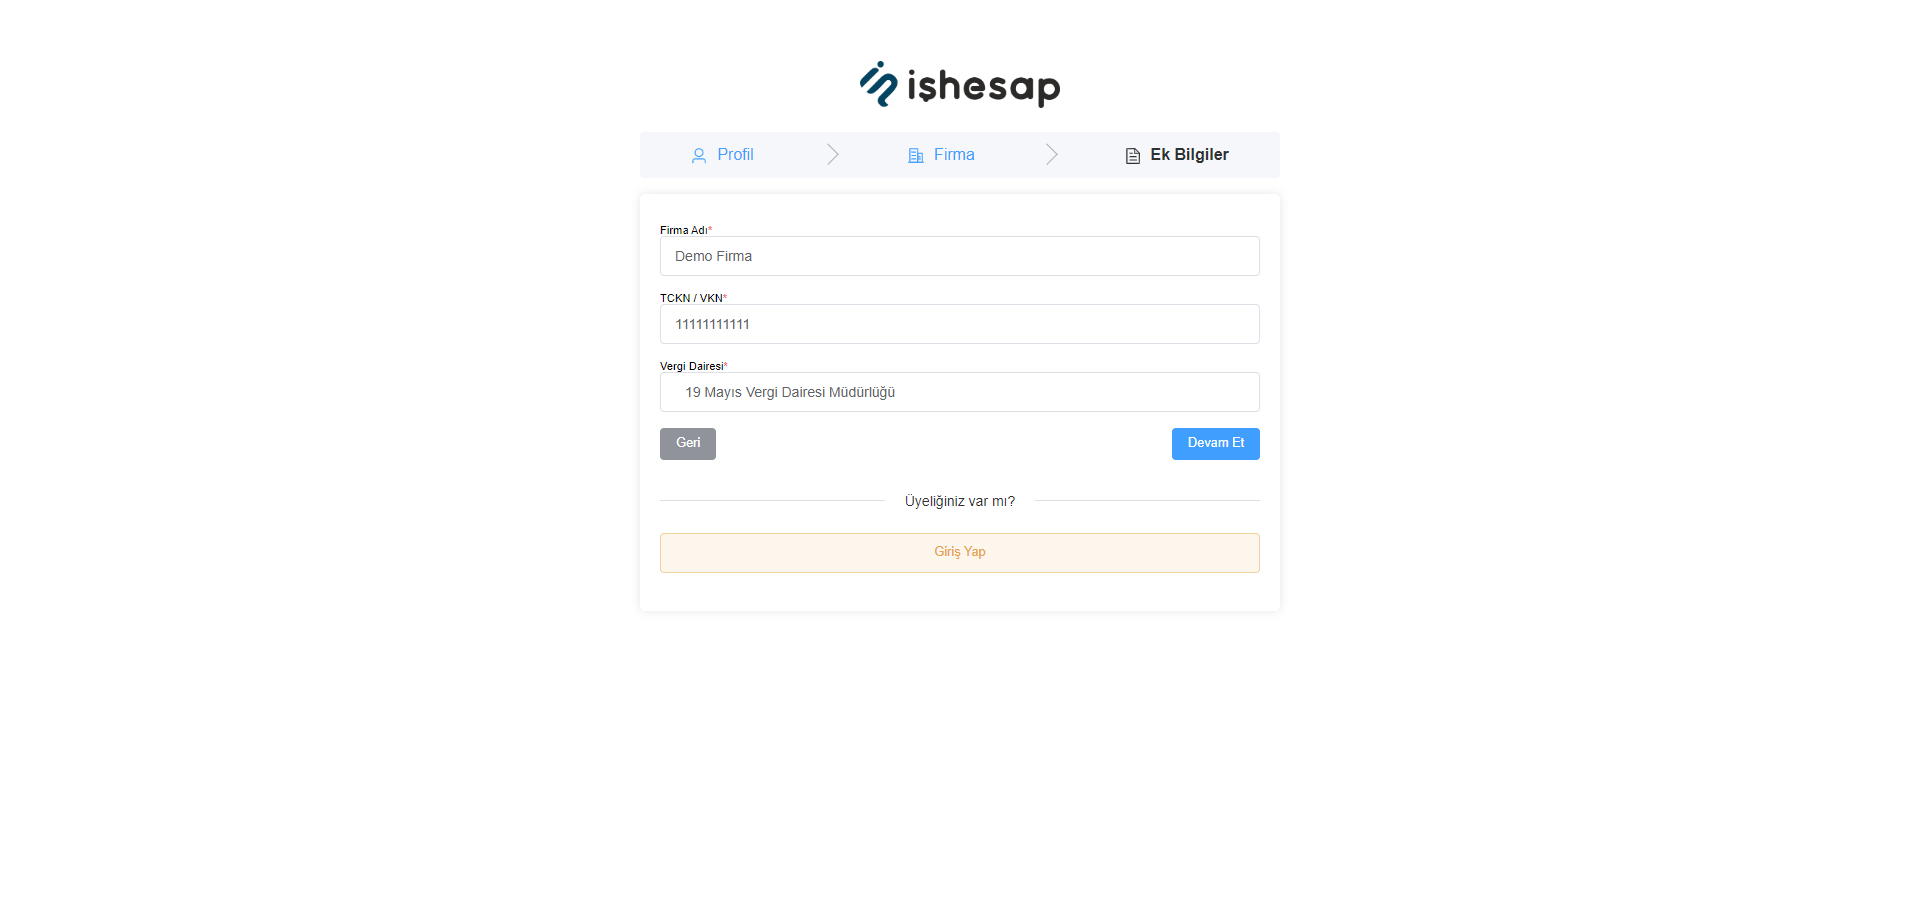 işhesap
Profil
Firma
Ek Bilgiler
Firma Adı*
Demo Firma
TCKN / VKN*
11111111111
Vergi Dairesi*
19 Mayıs Vergi Dairesi Müdürlüğü
Geri
Devam Et
Üyeliğiniz var mı?
Giriş Yap